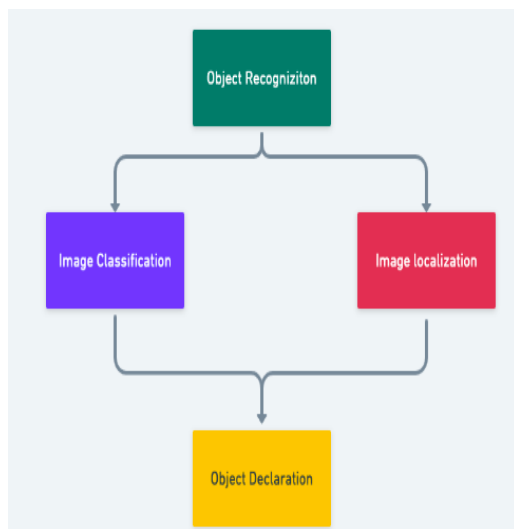 Object Recogniziton
Image Classification
Image localization
Object Declaration